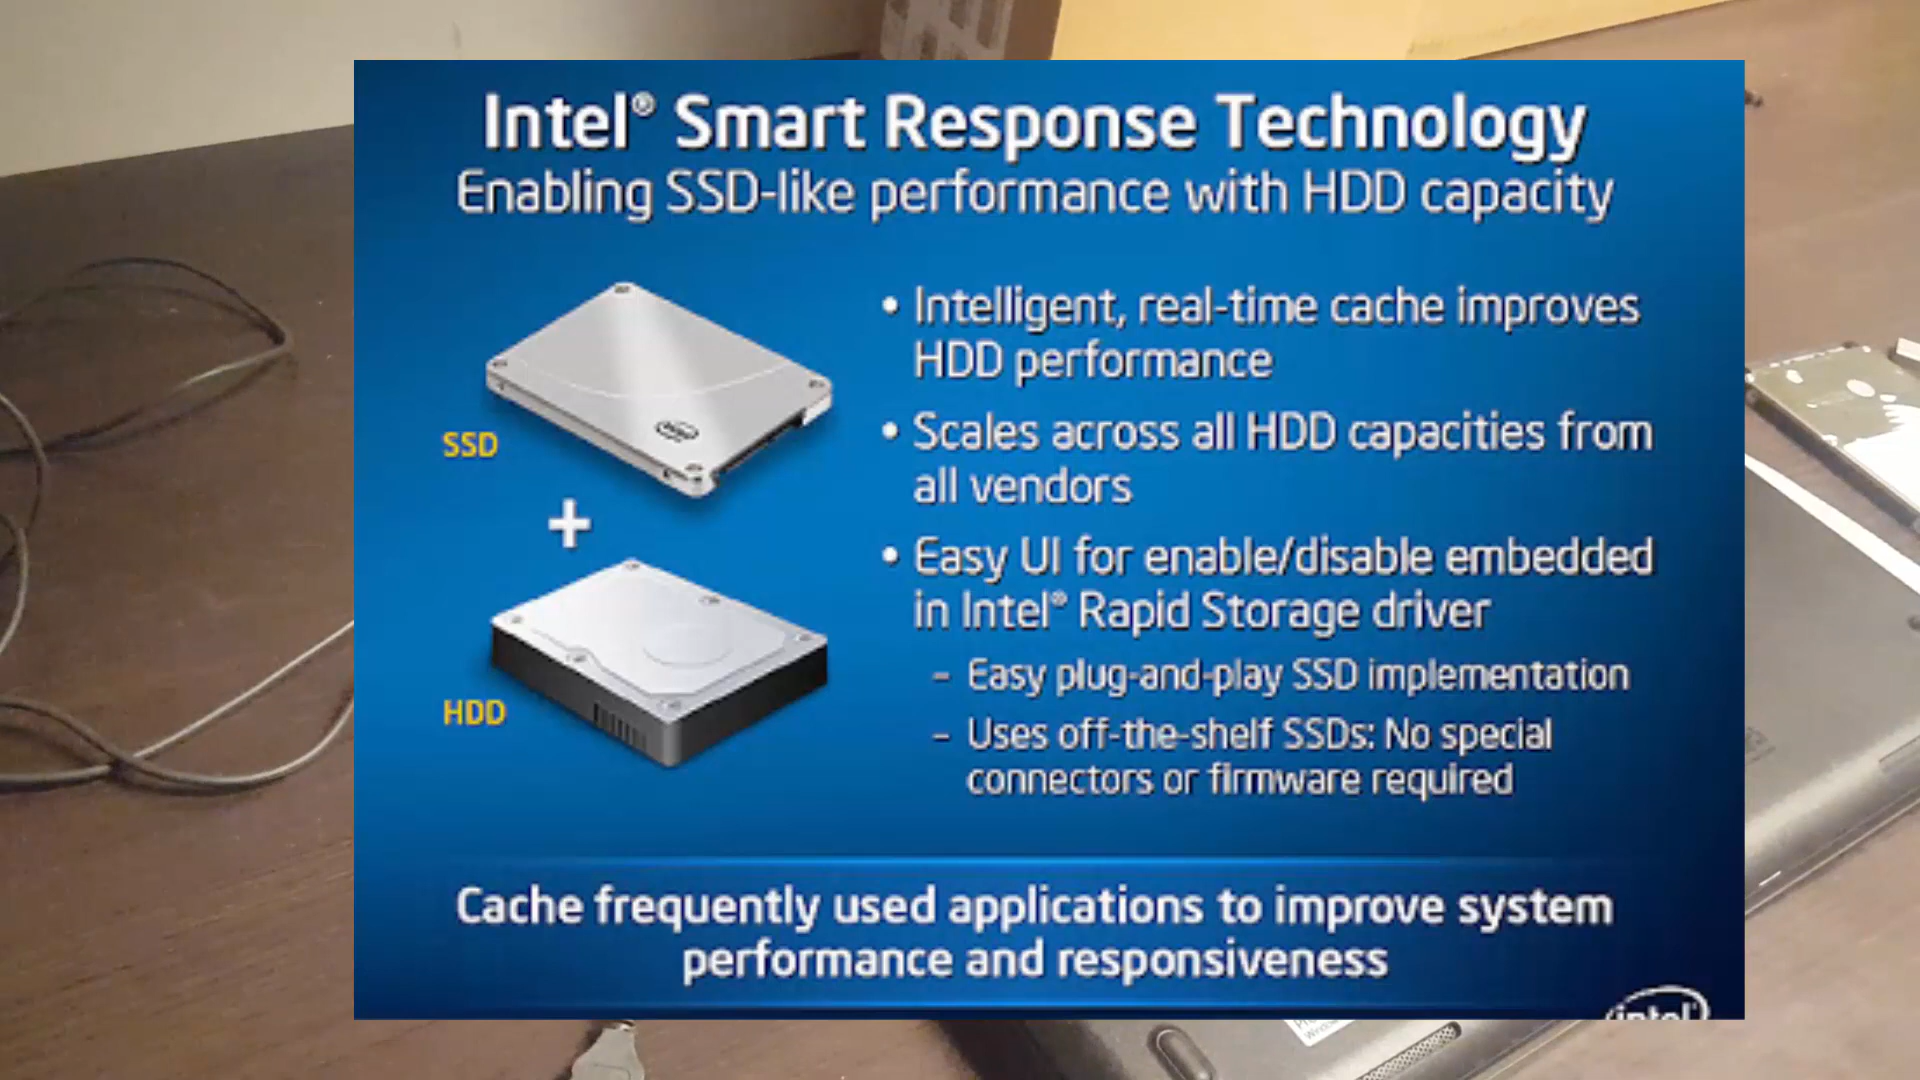 Intel® Smart Response Technology
Enabling SSD-like performance with HDD capacity
SSD
+
HDD
• Intelligent, real-time cache improves
HDD performance
• Scales across all HDD capacities from
all vendors
• Easy UI for enable/disable embedded
in Intel® Rapid Storage driver
– Easy plug-and-play SSD implementation
– Uses off-the-shelf SSDs: No special
connectors or firmware required
Cache frequently used applications to improve system
performance and responsiveness
intel